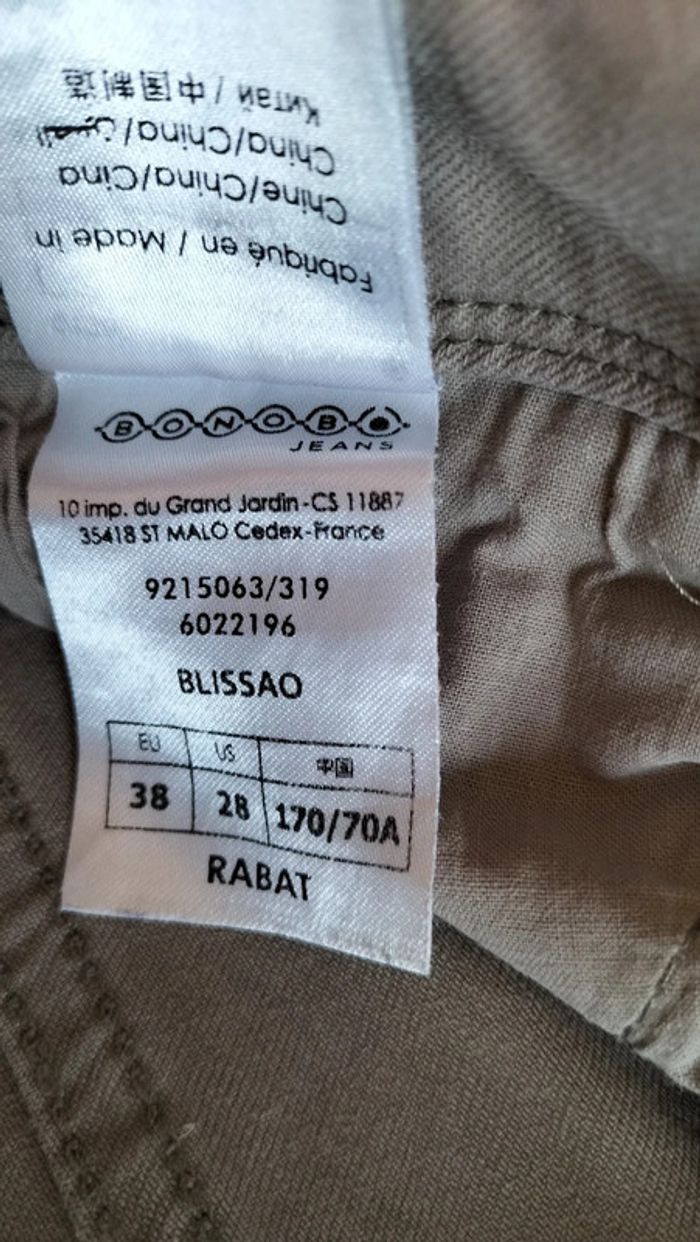 Fabriqué en / Made in
Chine/China/Cina
China/China/الصين
Китай / 中国制造
BONOBO
JEANS
10 imp. du Grand Jardin-CS 11887
35418 ST MALO Cedex-France
9215063/319
6022196
BLISSAO
EU US 中国
38 28 170/70A
RABAT